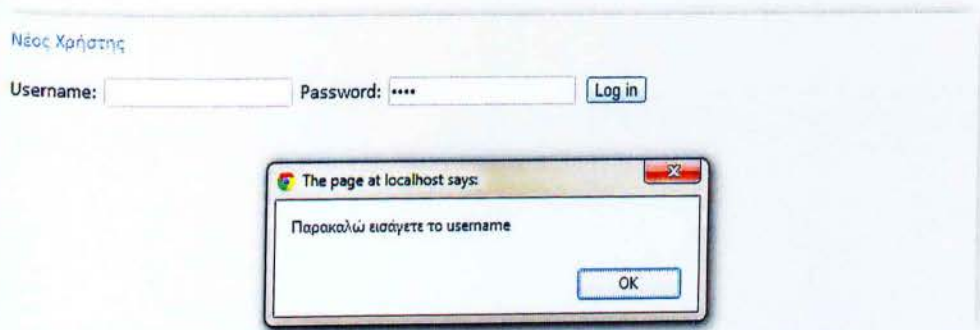 Νέος Χρήστης
Username: Password: •••• Log in
The page at localhost says:
Παρακαλώ εισάγετε το username
OK